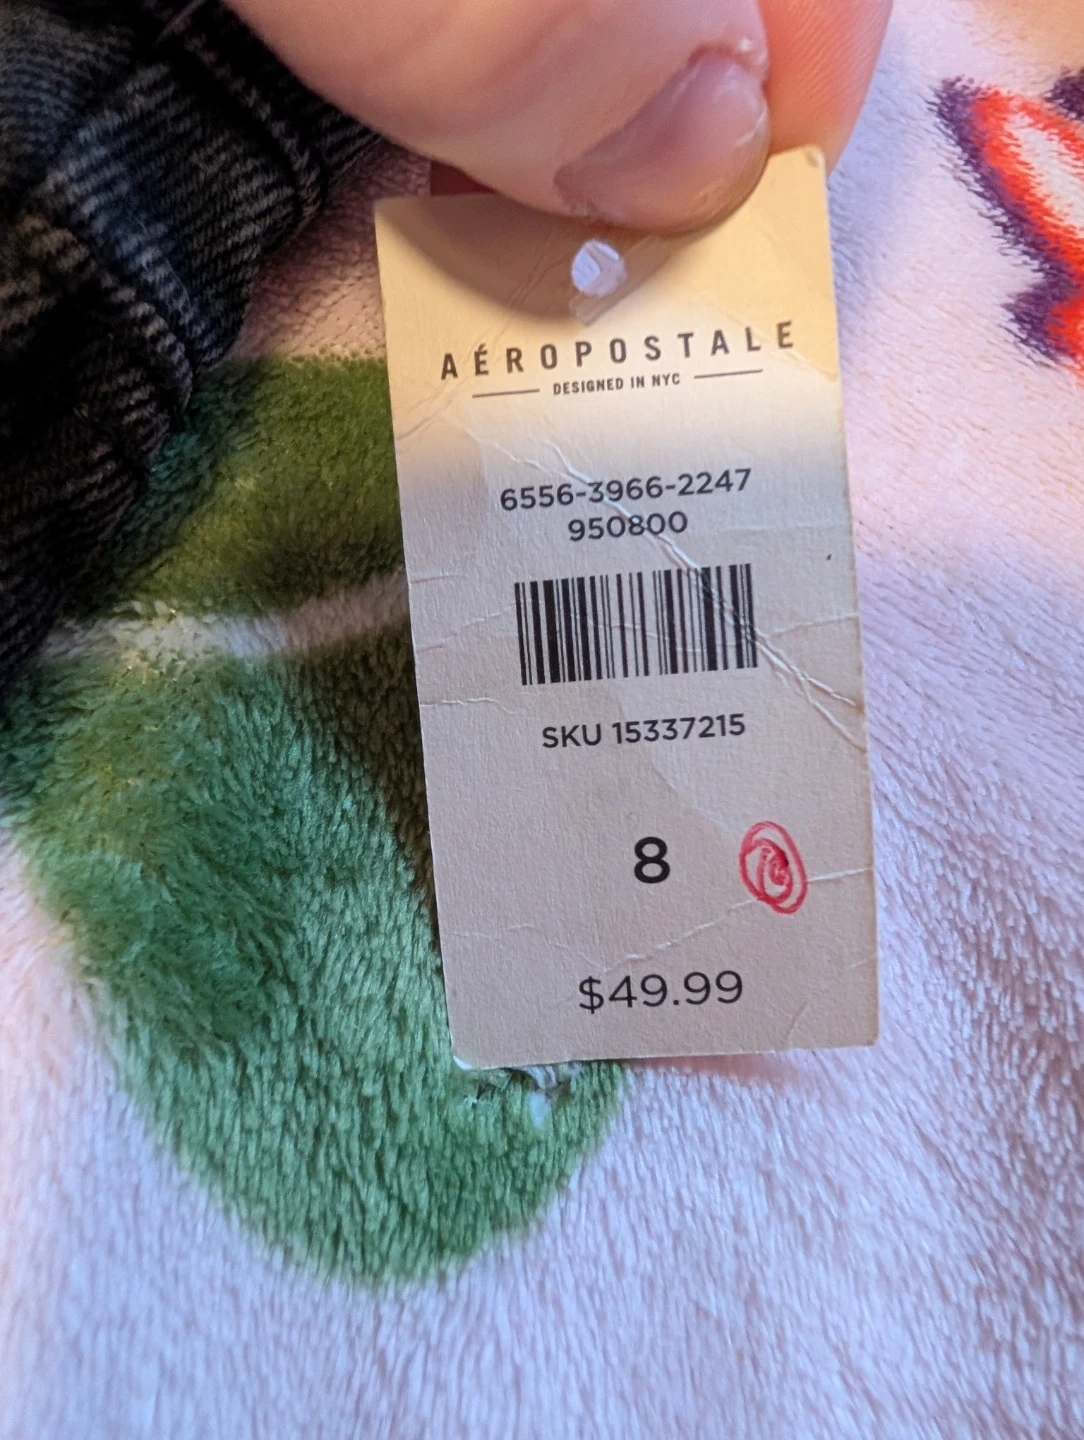 AÉROPOSTALE
DESIGNED IN NYC
6556-3966-2247
950800
SKU 15337215
8
$49.99